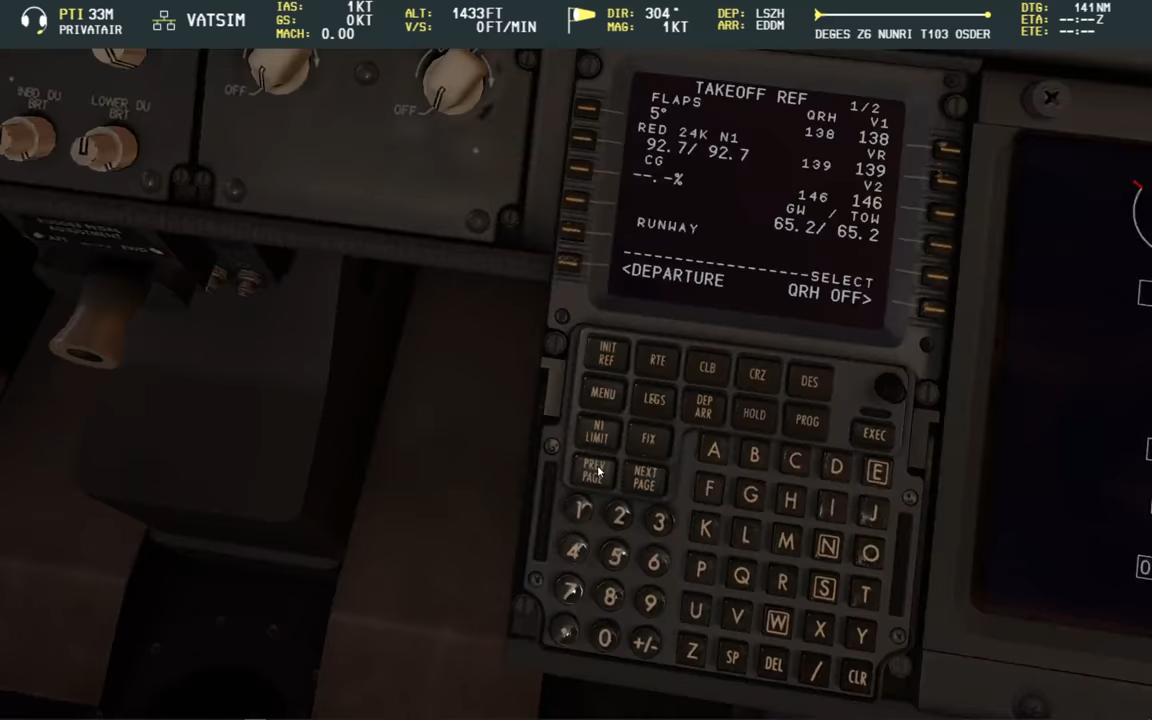 PTI 33M
PRIVATAIR
VATSIM
IAS: 1KT
GS: 0KT
MACH: 0.00
ALT: 1433FT
V/S: 0FT/MIN
DIR: 304°
MAG: 1KT
DEP: LSZH
ARR: EDDM
DEGES Z6 NUNRI T103 OSDER
DTG: 141NM
ETA: --:--Z
ETE: --:--
INBD DU
BRT
LOWER DU
BRT
OFF
OFF
TAKEOFF REF 1/2
FLAPS QRH V1
5° 138 138
RED 24K N1 VR
92.7/ 92.7 139 139
CG V2
--.-% 146 146
GW / TOW
RUNWAY 65.2/ 65.2
--------------------SELECT
<DEPARTURE QRH OFF>
INIT REF
RTE
CLB
CRZ
DES
MENU
LEGS
DEP ARR
HOLD
PROG
N1 LIMIT
FIX
EXEC
PREV PAGE
NEXT PAGE
A B C D E
F G H I J
1 2 3
K L M N O
4 5 6
P Q R S T
7 8 9
U V W X Y
. 0 +/-
Z SP DEL / CLR